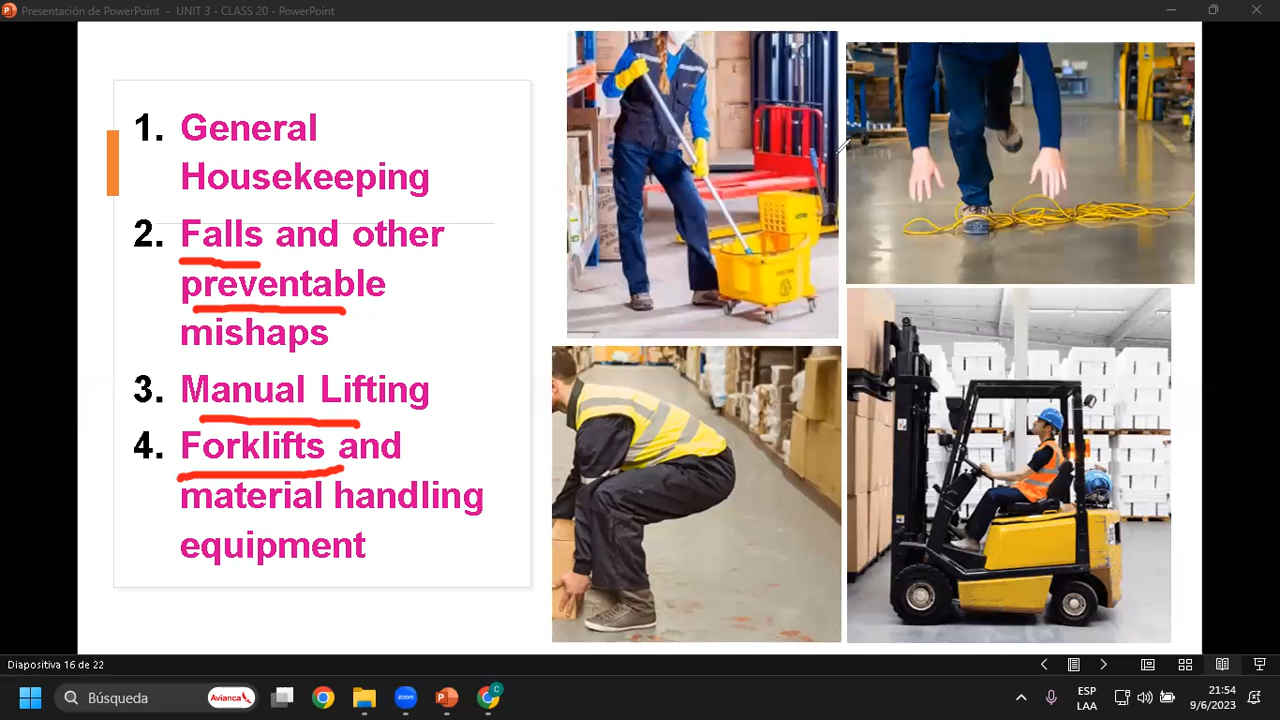 Presentación de PowerPoint - UNIT 3 - CLASS 20 - PowerPoint
1. General
Housekeeping
2. Falls and other
preventable
mishaps
3. Manual Lifting
4. Forklifts and
material handling
equipment
Diapositiva 16 de 22
Búsqueda
Avianca
ESP
LAA
21:54
9/6/2023